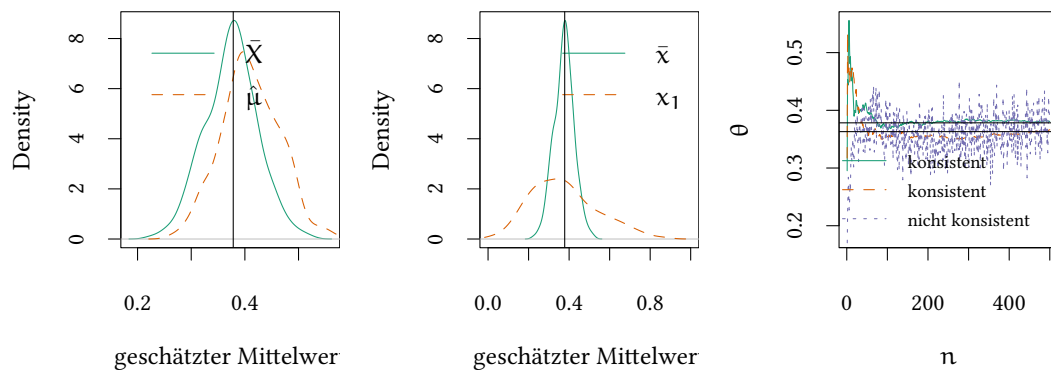 Density
0 2 4 6 8
X̄
μ̂
0.2 0.4
geschätzter Mittelwer
Density
0 2 4 6 8
x̄
x₁
0.0 0.4 0.8
geschätzter Mittelwer
θ
0.2 0.3 0.4 0.5
konsistent
konsistent
nicht konsistent
0 200 400
n